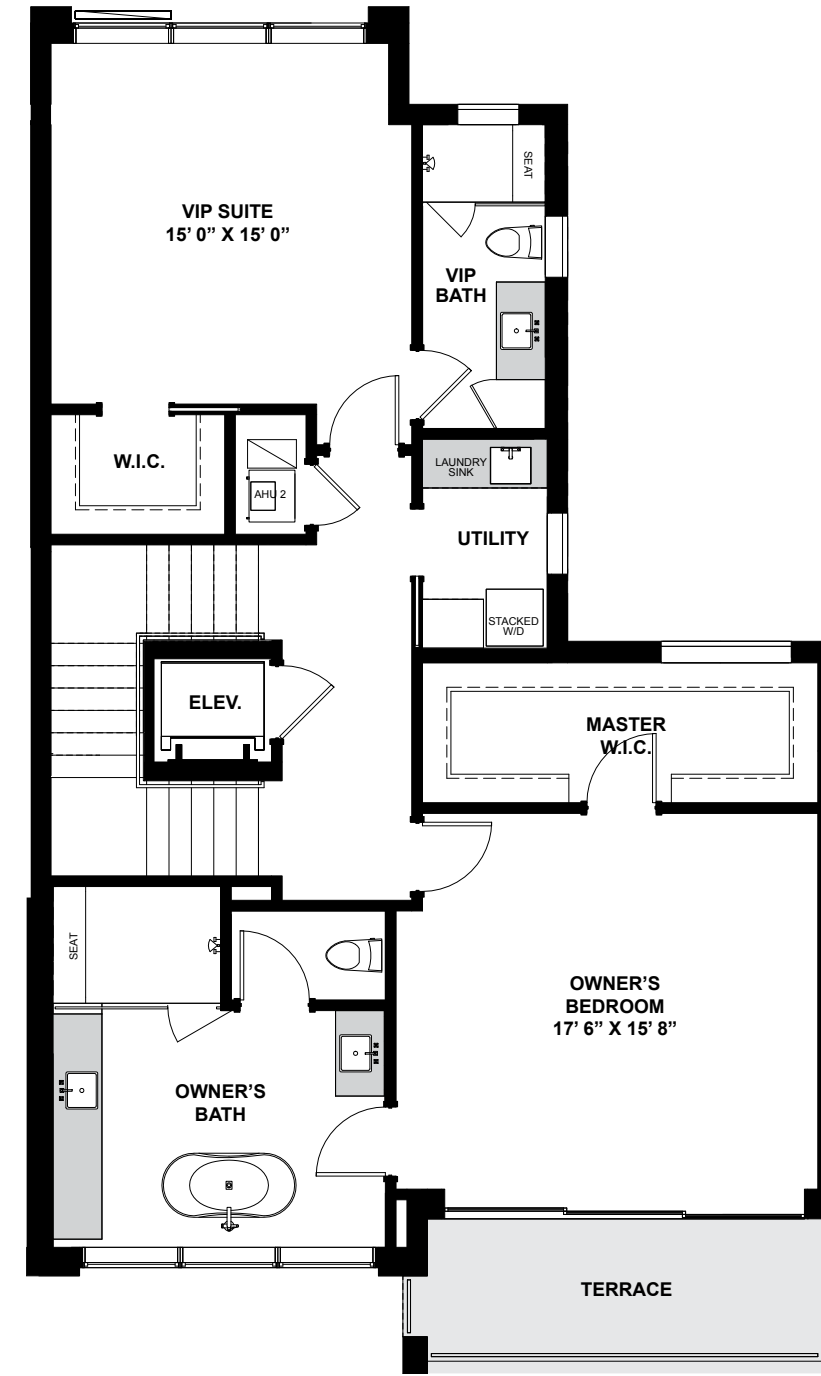 SEAT
VIP SUITE
15’ 0” X 15’ 0”
VIP
BATH
W.I.C.
LAUNDRY
SINK
AHU 2
UTILITY
STACKED
W/D
ELEV.
MASTER
W.I.C.
SEAT
OWNER’S
BEDROOM
17’ 6” X 15’ 8”
OWNER’S
BATH
TERRACE